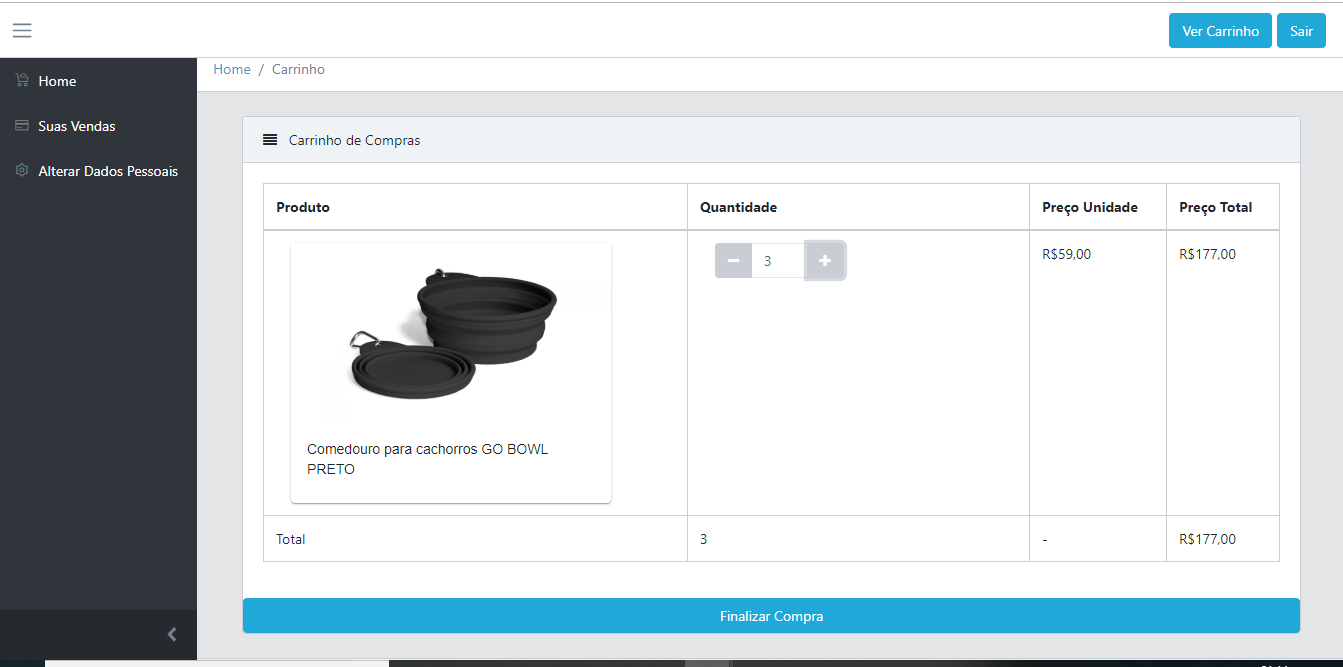 Ver Carrinho Sair
Home / Carrinho
Home
Suas Vendas
Alterar Dados Pessoais
Carrinho de Compras
Produto Quantidade Preço Unidade Preço Total
3 R$59,00 R$177,00
Comedouro para cachorros GO BOWL
PRETO
Total 3 - R$177,00
Finalizar Compra